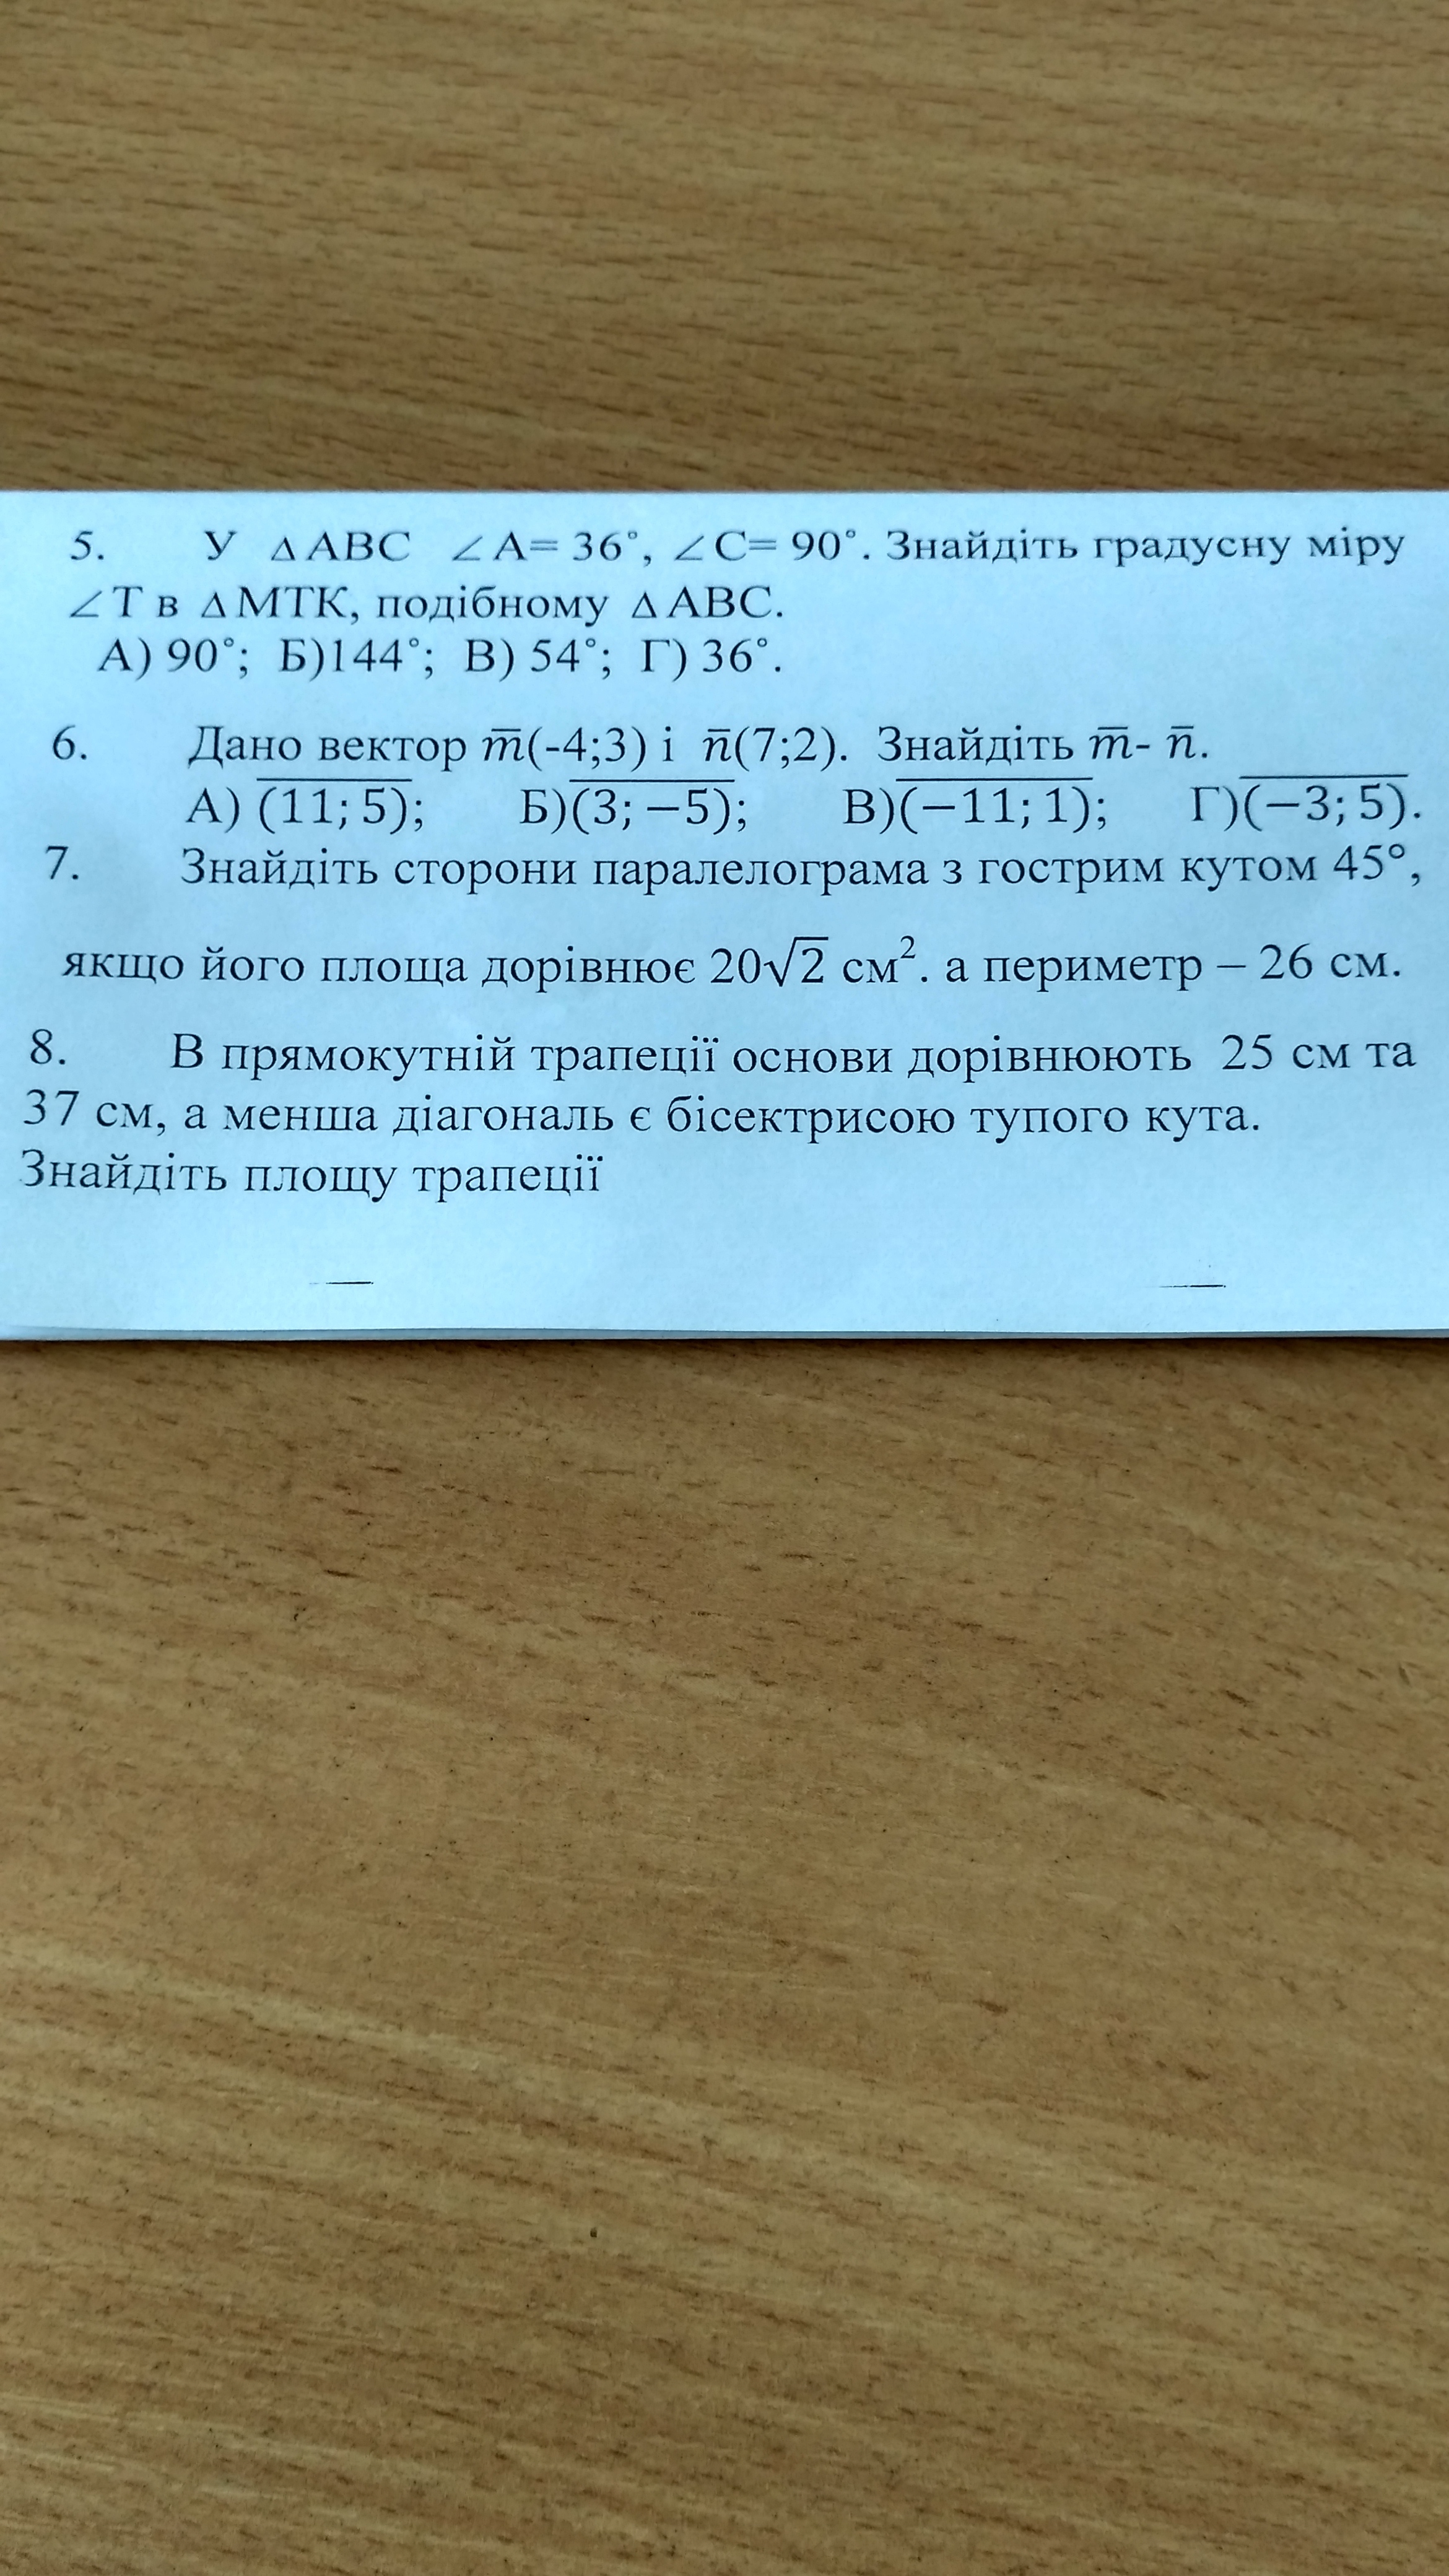 5. У △ABC ∠A= 36°, ∠C= 90°. Знайдіть градусну міру
∠T в △MTK, подібному △ABC.
А) 90°; Б)144°; В) 54°; Г) 36°.
6. Дано вектор m̅(-4;3) і n̅(7;2). Знайдіть m̅- n̅.
А) (11; 5); Б)(3; −5); В)(−11; 1); Г)(−3; 5).
7. Знайдіть сторони паралелограма з гострим кутом 45°,
якщо його площа дорівнює 20√2 см². а периметр – 26 см.
8. В прямокутній трапеції основи дорівнюють 25 см та
37 см, а менша діагональ є бісектрисою тупого кута.
Знайдіть площу трапеції